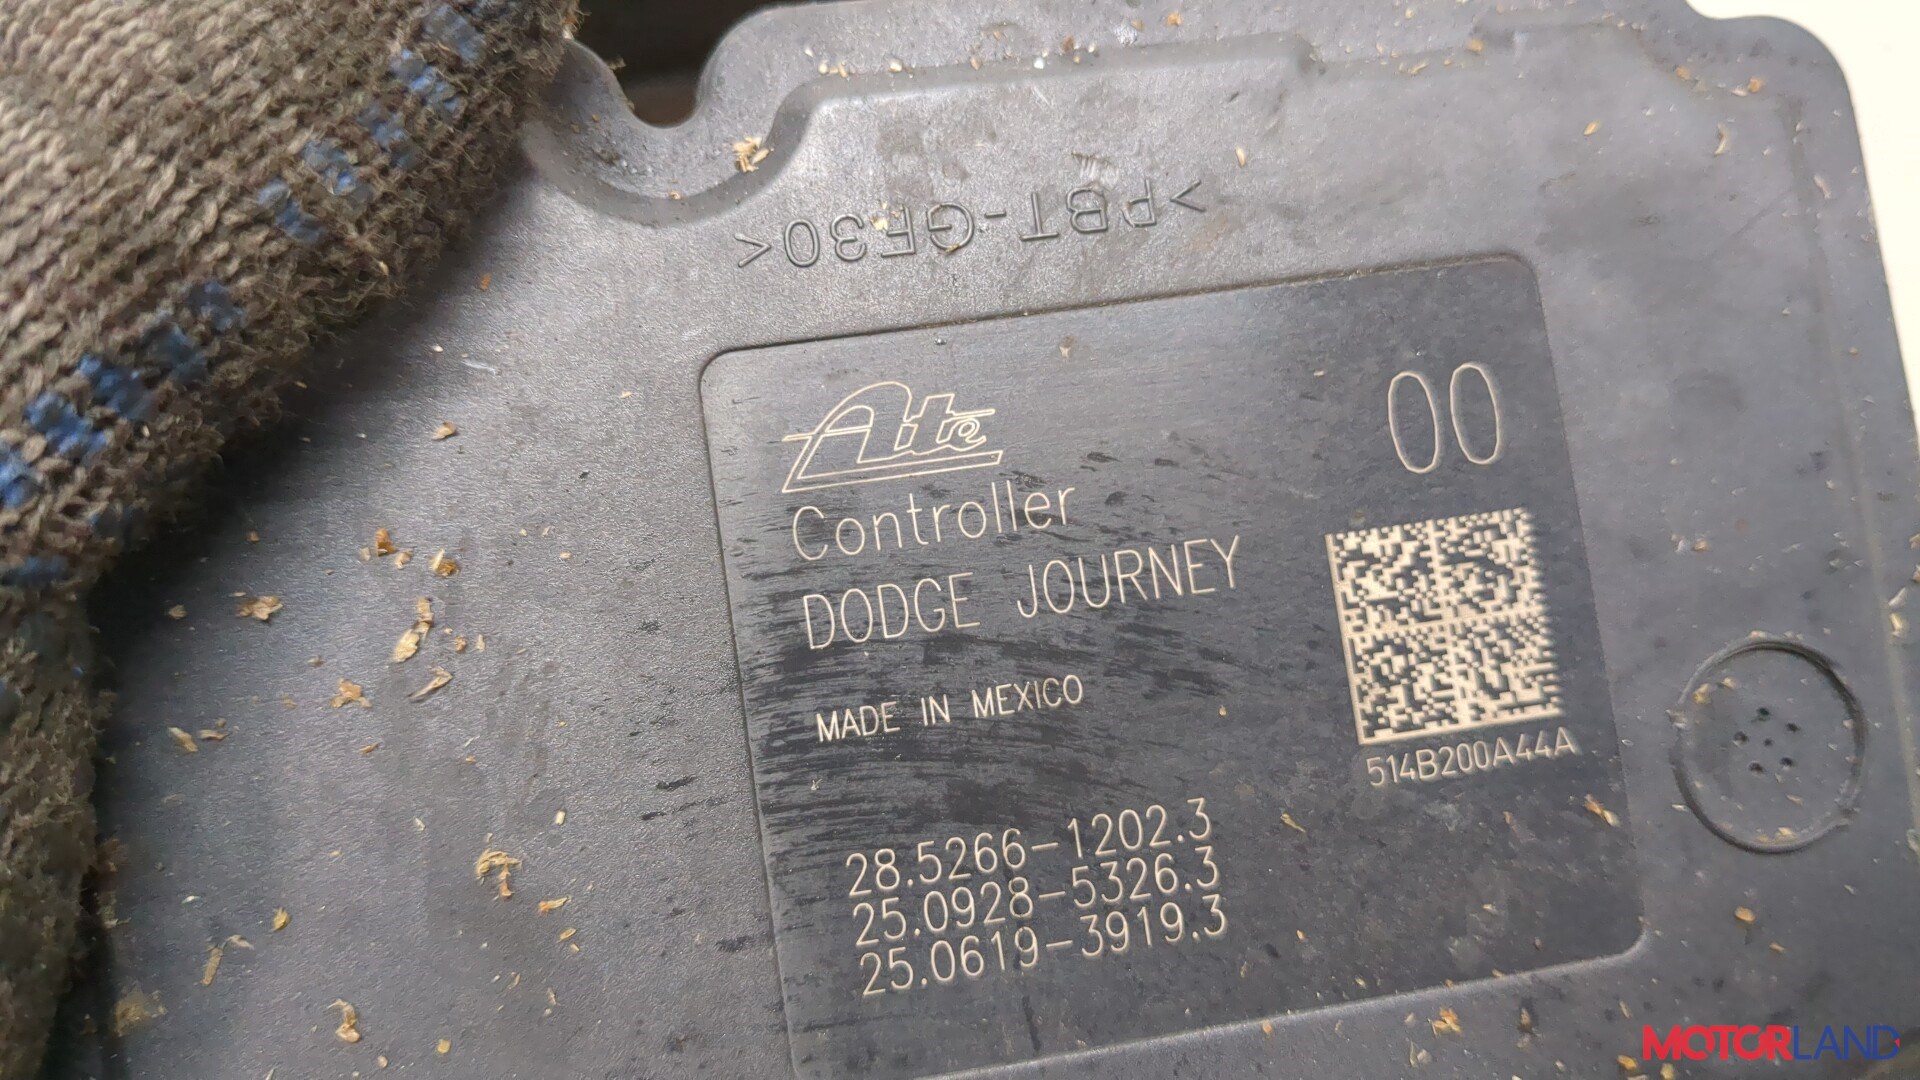 >PBT-GF30<
Ate
00
Controller
DODGE JOURNEY
MADE IN MEXICO
514B200A44A
28.5266-1202.3
25.0928-5326.3
25.0619-3919.3
MOTORLAND